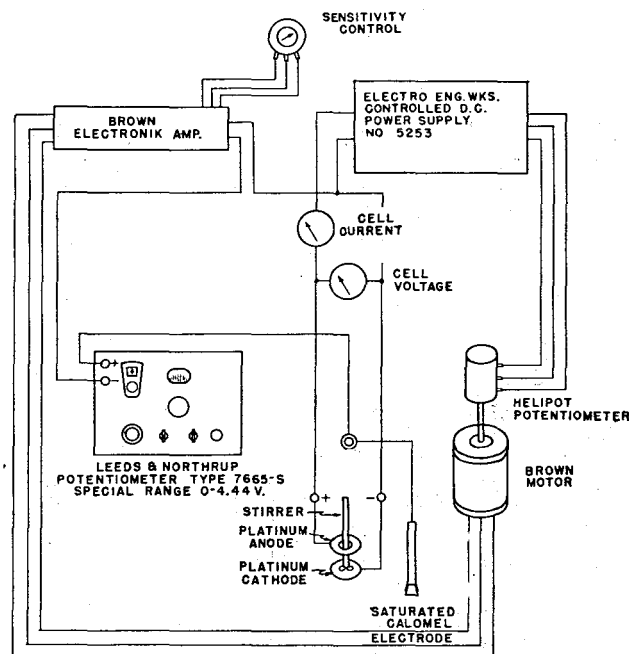 SENSITIVITY
CONTROL
BROWN
ELECTRONIK AMP.
ELECTRO ENG. WKS.
CONTROLLED D.C.
POWER SUPPLY
NO 5253
CELL
CURRENT
CELL
VOLTAGE
+
-
HELIPOT
POTENTIOMETER
LEEDS & NORTHRUP
POTENTIOMETER TYPE 7665-S
SPECIAL RANGE 0-4.44 V.
BROWN
MOTOR
+
-
STIRRER
PLATINUM
ANODE
PLATINUM
CATHODE
SATURATED
CALOMEL
ELECTRODE